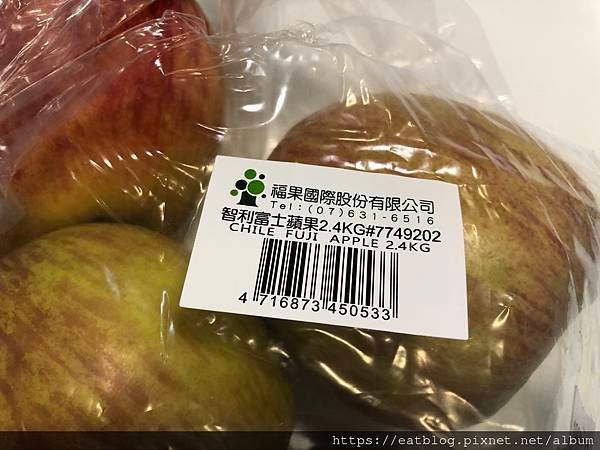 福果國際股份有限公司
Tel:(07)631-6516
智利富士蘋果2.4KG#7749202
CHILE FUJI APPLE 2.4KG
4 716873 450533
https://eatblog.pixnet.net/album